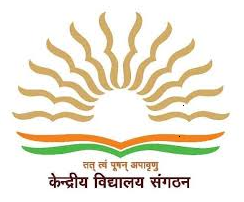 तत् त्वं पूषन् अपावृणु
केन्द्रीय विद्यालय संगठन